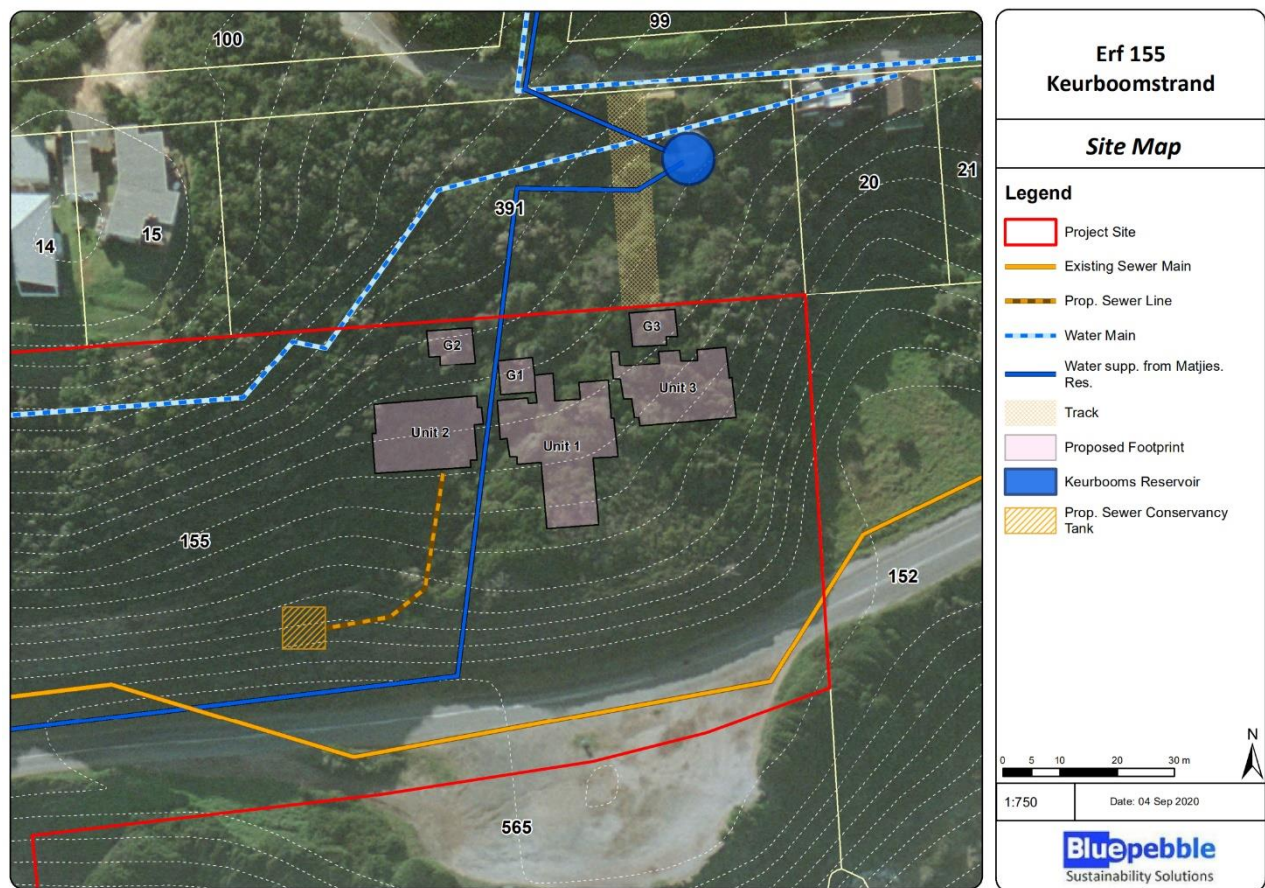 100
99
14
15
391
20
21
G2
G1
G3
Unit 2
Unit 1
Unit 3
155
152
565
Erf 155
Keurboomstrand
Site Map
Legend
Project Site
Existing Sewer Main
Prop. Sewer Line
Water Main
Water supp. from Matjies.
Res.
Track
Proposed Footprint
Keurbooms Reservoir
Prop. Sewer Conservancy
Tank
N
0 5 10 20 30 m
1:750
Date: 04 Sep 2020
Bluepebble
Sustainability Solutions